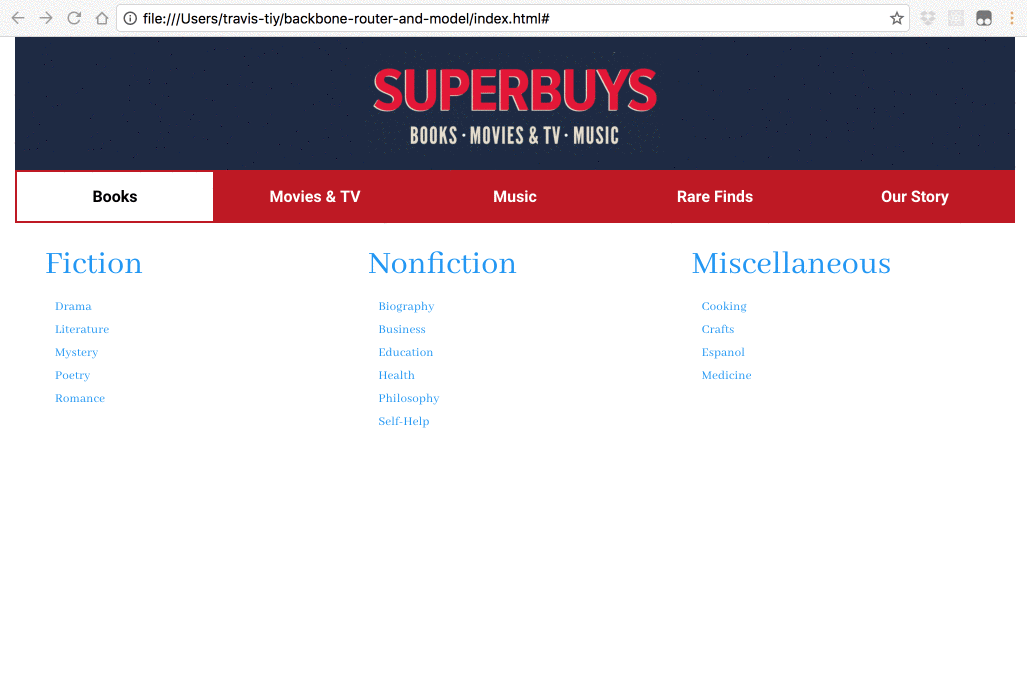 file:///Users/travis-tiy/backbone-router-and-model/index.html#
SUPERBUYS
BOOKS · MOVIES & TV · MUSIC
Books Movies & TV Music Rare Finds Our Story
Fiction
Drama
Literature
Mystery
Poetry
Romance
Nonfiction
Biography
Business
Education
Health
Philosophy
Self-Help
Miscellaneous
Cooking
Crafts
Espanol
Medicine